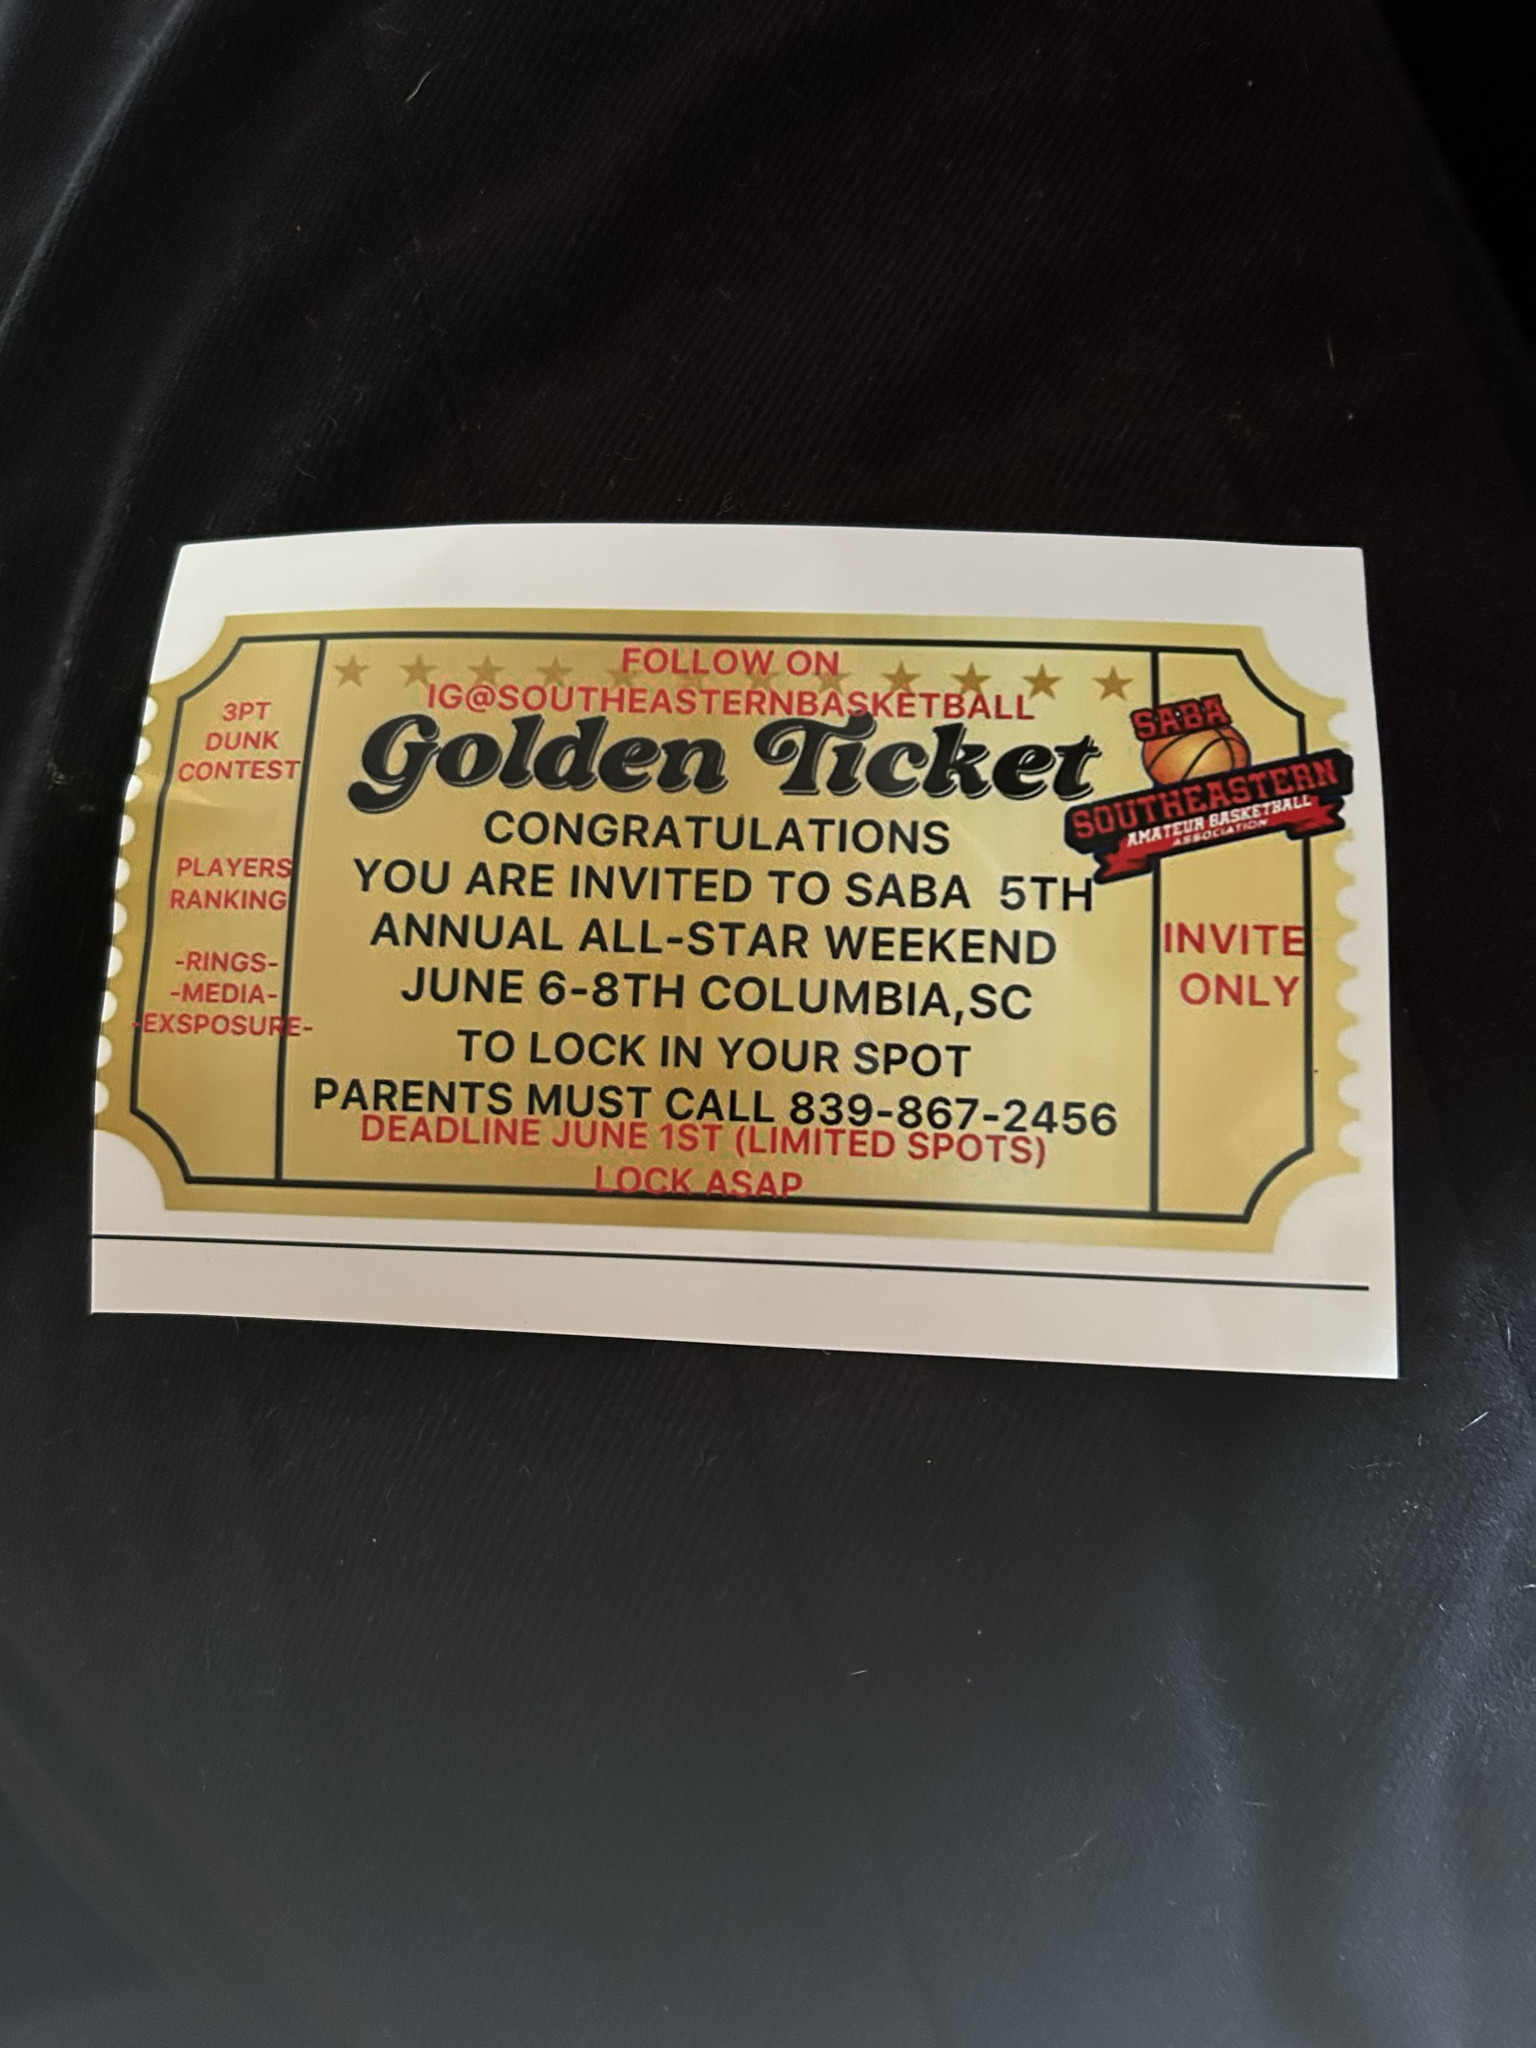 FOLLOW ON
IG@SOUTHEASTERNBASKETBALL
Golden Ticket
CONGRATULATIONS
YOU ARE INVITED TO SABA 5TH
ANNUAL ALL-STAR WEEKEND
JUNE 6-8TH COLUMBIA,SC
TO LOCK IN YOUR SPOT
PARENTS MUST CALL 839-867-2456
DEADLINE JUNE 1ST (LIMITED SPOTS)
LOCK ASAP
3PT
DUNK
CONTEST
PLAYERS
RANKING
-RINGS-
-MEDIA-
-EXSPOSURE-
SABA
SOUTHEASTERN
AMATEUR BASKETBALL
ASSOCIATION
INVITE
ONLY